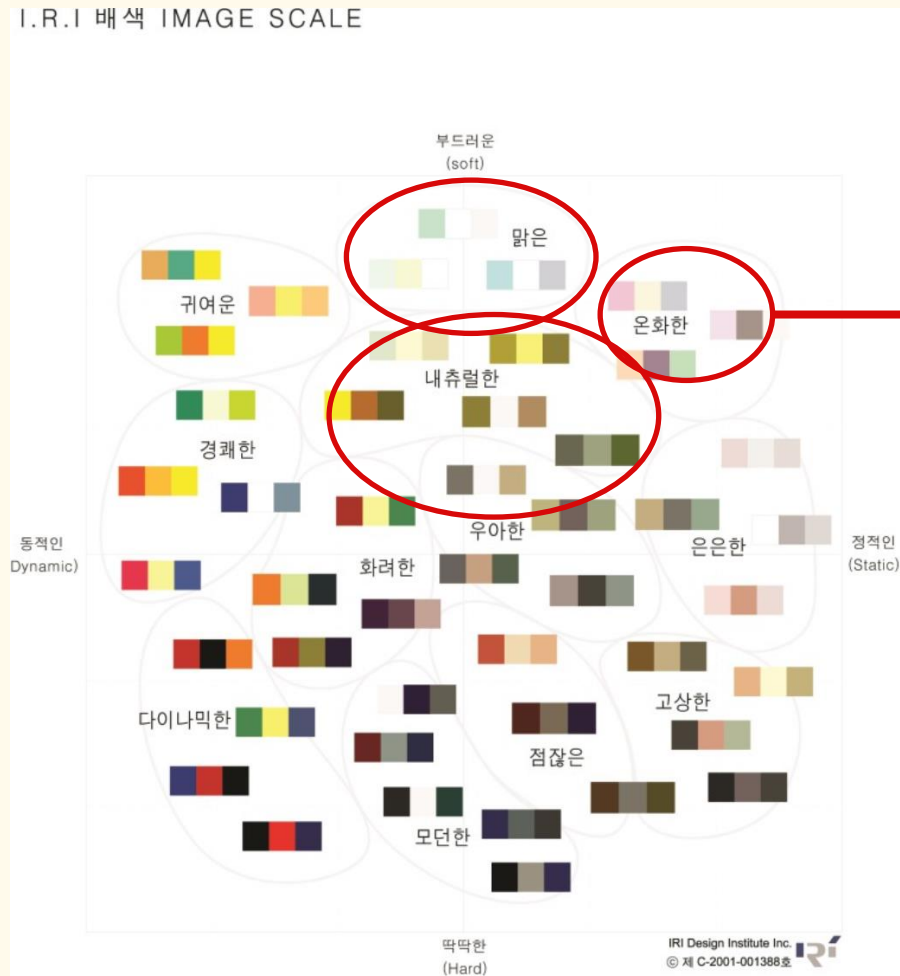 I.R.I 배색 IMAGE SCALE
부드러운
(soft)
맑은
귀여운
온화한
내츄럴한
경쾌한
우아한
은은한
동적인
(Dynamic)
정적인
(Static)
화려한
고상한
다이나믹한
점잖은
모던한
딱딱한
(Hard)
IRI Design Institute Inc.
ⓒ 제 C-2001-001388호
IRI